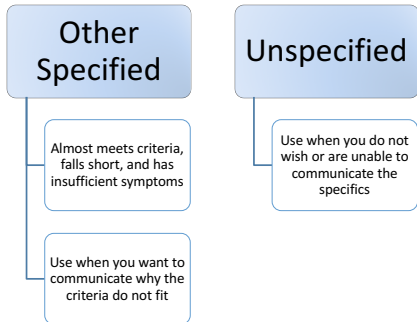 Other
Specified
Almost meets criteria,
falls short, and has
insufficient symptoms
Use when you want to
communicate why the
criteria do not fit
Unspecified
Use when you do not
wish or are unable to
communicate the
specifics